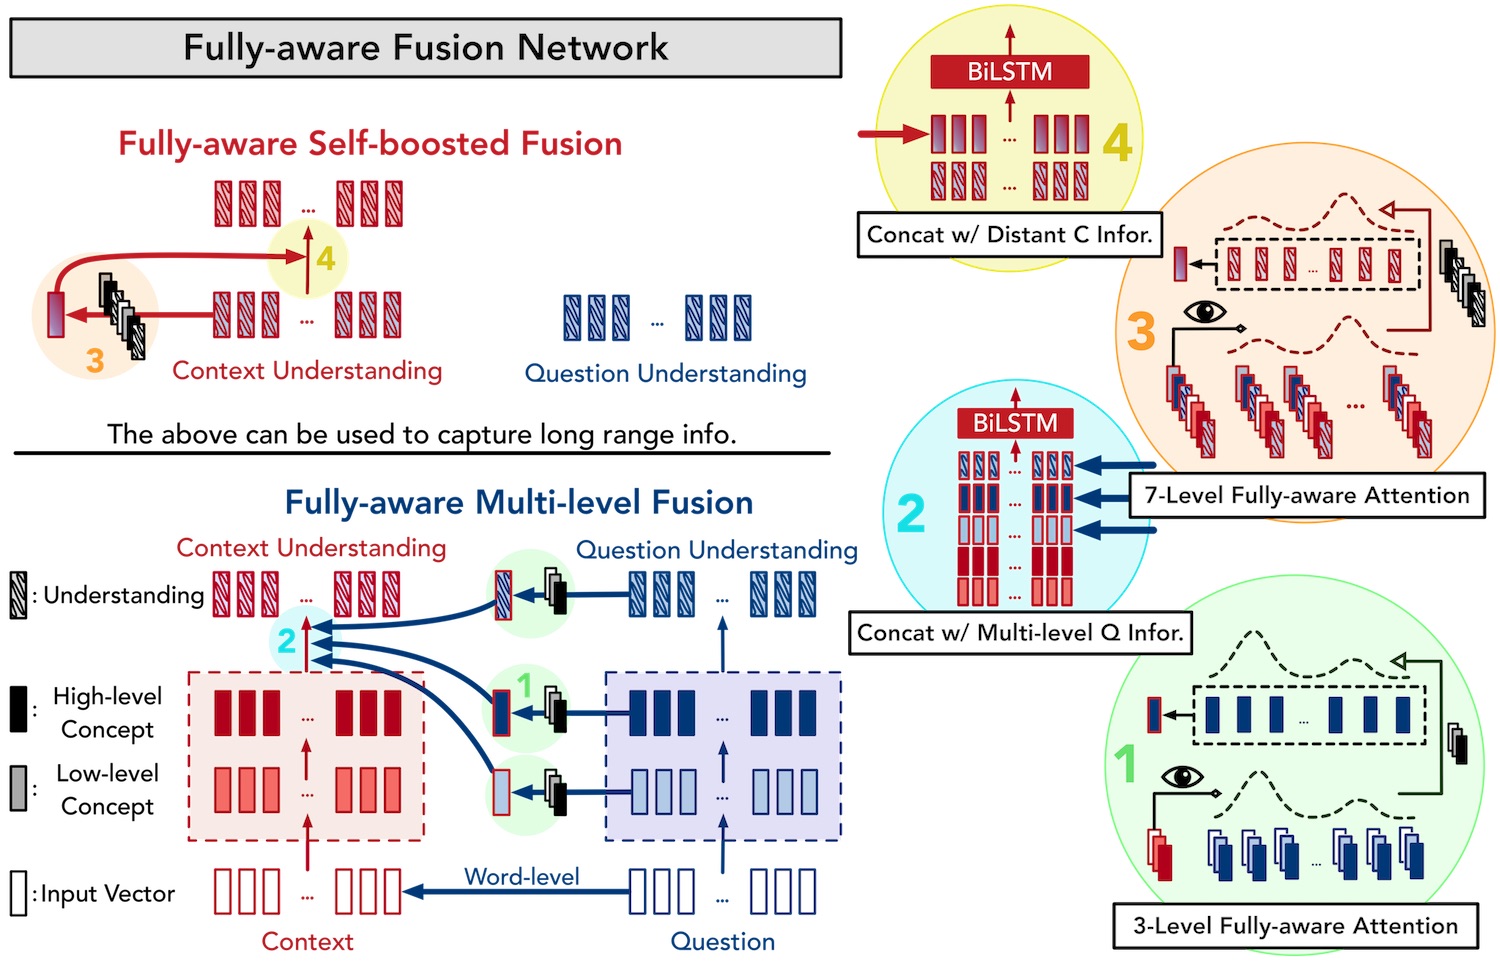 Fully-aware Fusion Network
Fully-aware Self-boosted Fusion
...
4
...
3
Context Understanding
...
Question Understanding
The above can be used to capture long range info.
Fully-aware Multi-level Fusion
Context Understanding
Question Understanding
: Understanding
...
...
2
1
: High-level
Concept
...
...
: Low-level
Concept
...
...
: Input Vector
...
Word-level
...
Context
Question
BiLSTM
...
4
...
Concat w/ Distant C Infor.
...
3
...
7-Level Fully-aware Attention
BiLSTM
...
2
...
...
...
...
Concat w/ Multi-level Q Infor.
...
1
...
3-Level Fully-aware Attention